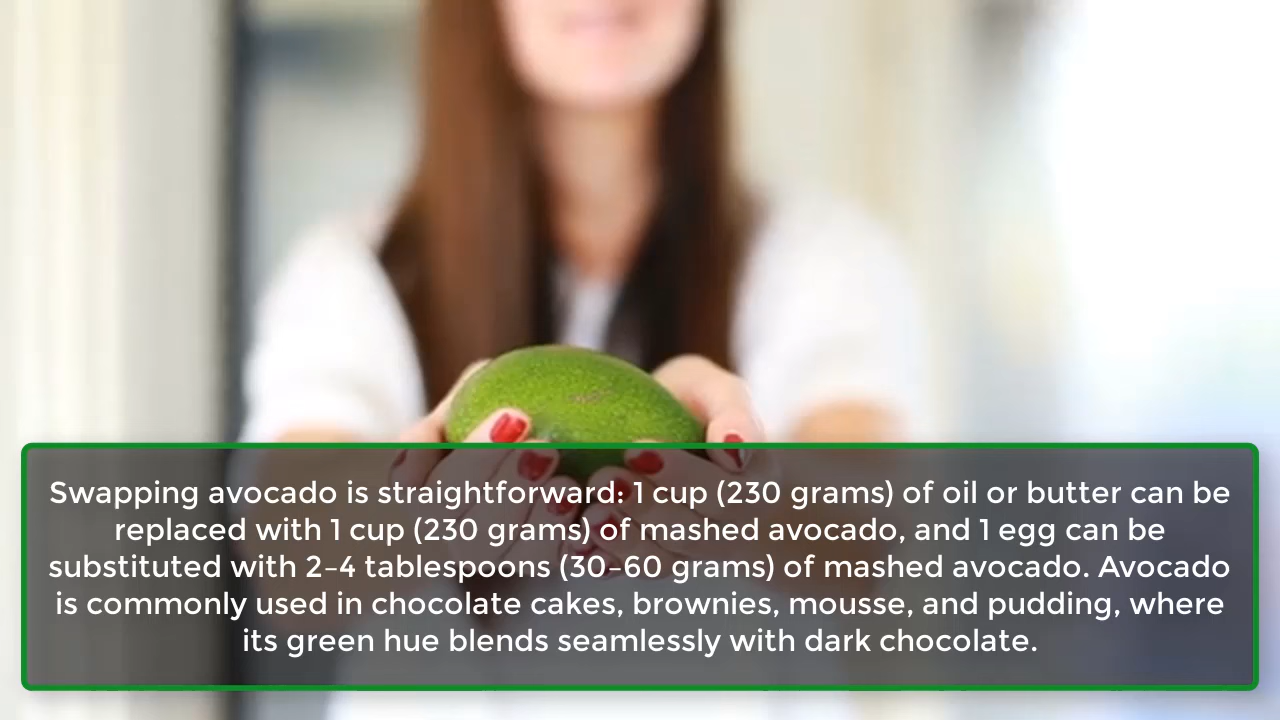 Swapping avocado is straightforward: 1 cup (230 grams) of oil or butter can be
replaced with 1 cup (230 grams) of mashed avocado, and 1 egg can be
substituted with 2–4 tablespoons (30–60 grams) of mashed avocado. Avocado
is commonly used in chocolate cakes, brownies, mousse, and pudding, where
its green hue blends seamlessly with dark chocolate.